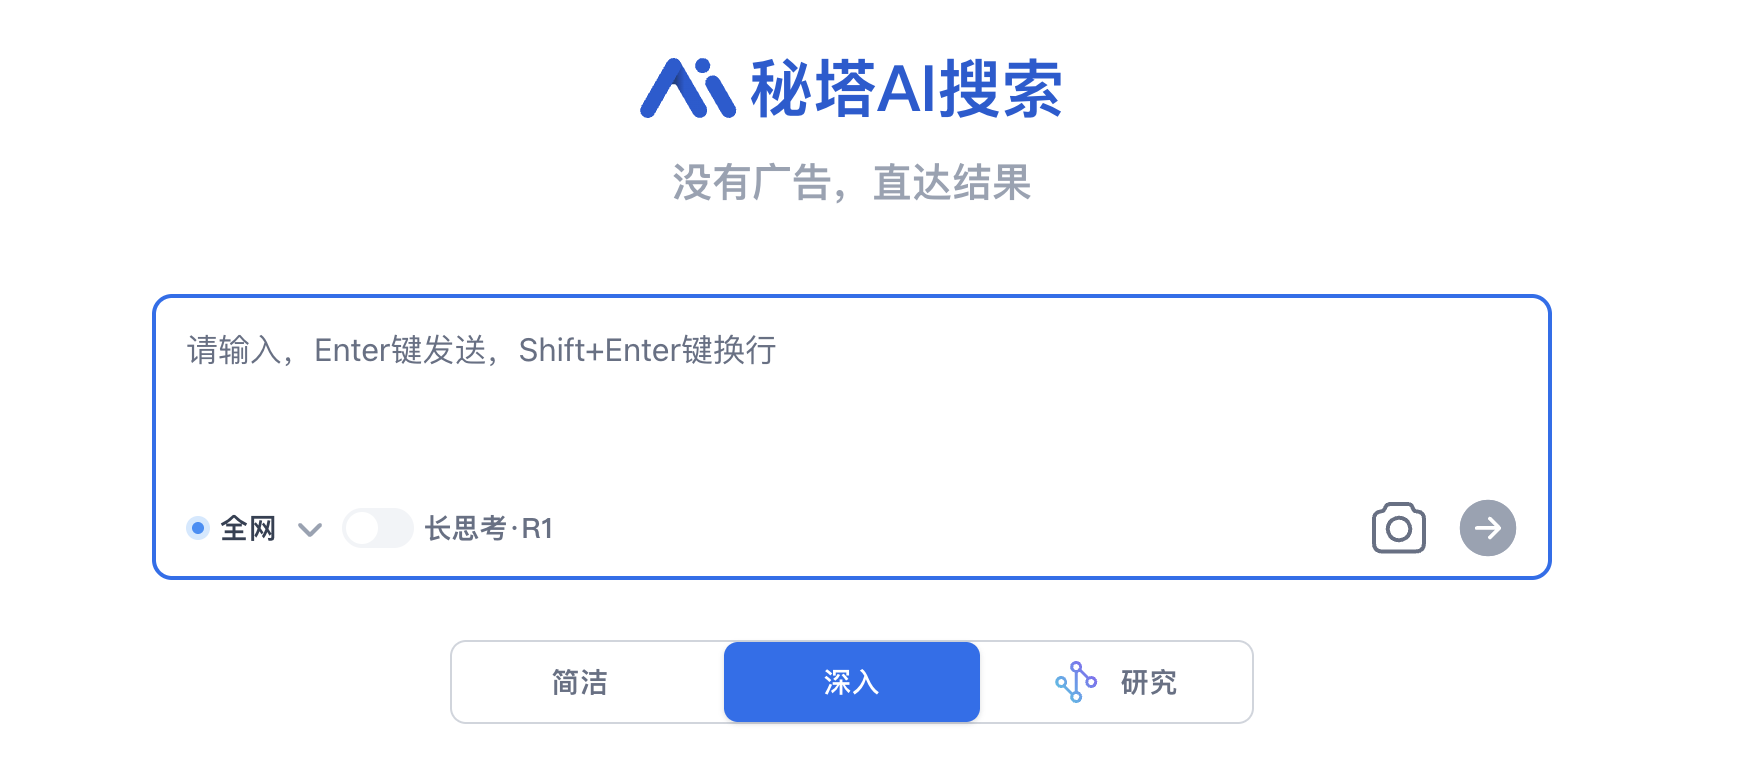 秘塔AI搜索
没有广告，直达结果
请输入，Enter键发送，Shift+Enter键换行
全网 长思考·R1
简洁 深入 研究